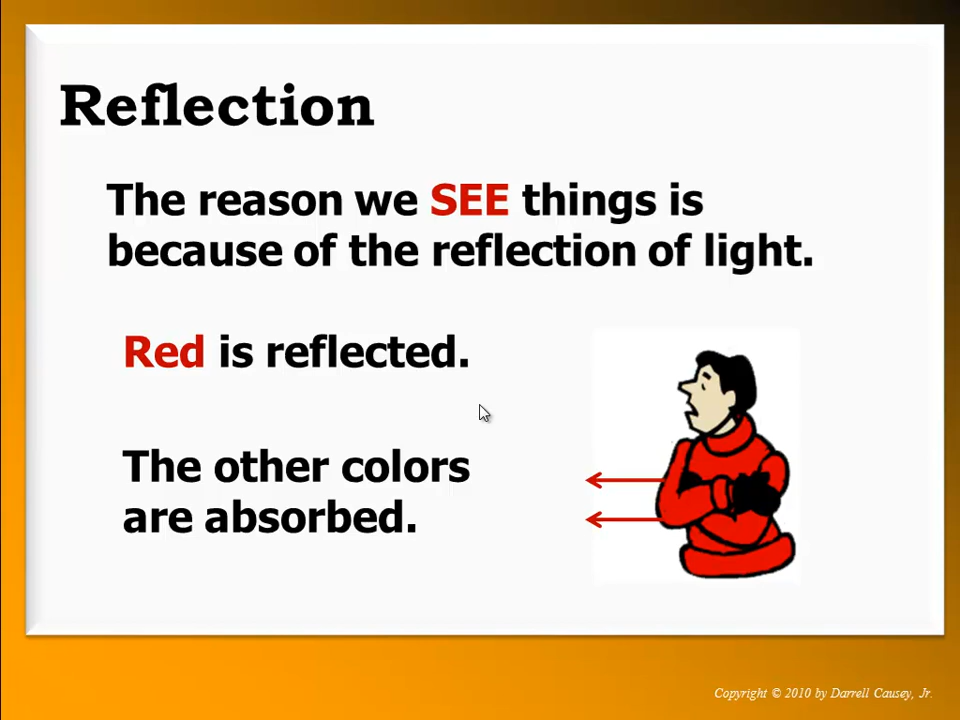 Reflection
The reason we SEE things is
because of the reflection of light.
Red is reflected.
The other colors
are absorbed.
Copyright © 2010 by Darrell Causey, Jr.